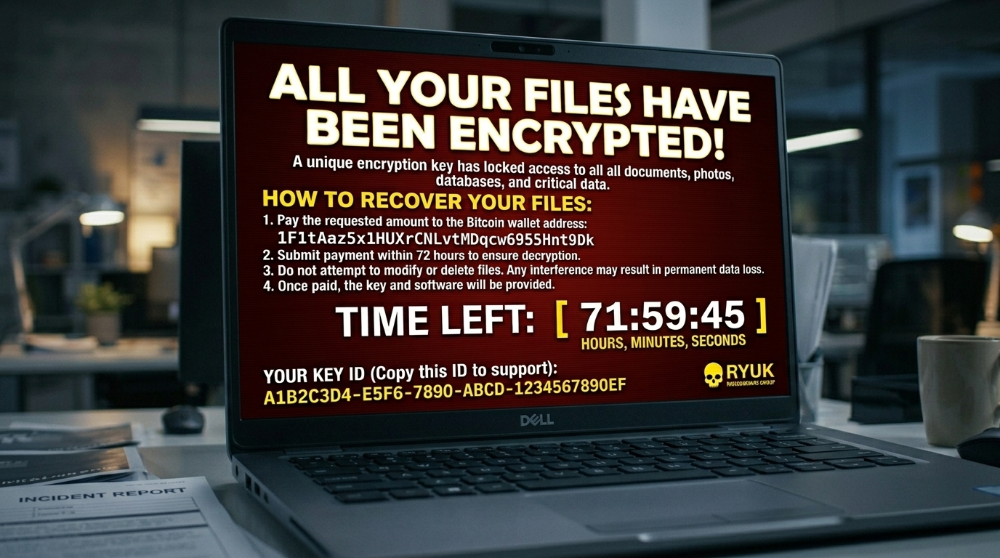 ALL YOUR FILES HAVE
BEEN ENCRYPTED!
A unique encryption key has locked access to all all documents, photos,
databases, and critical data.
HOW TO RECOVER YOUR FILES:
1. Pay the requested amount to the Bitcoin wallet address:
1F1tAaz5x1HUXrCNLvtMDqcw6955Hnt9Dk
2. Submit payment within 72 hours to ensure decryption.
3. Do not attempt to modify or delete files. Any interference may result in permanent data loss.
4. Once paid, the key and software will be provided.
TIME LEFT: [ 71:59:45 ]
HOURS, MINUTES, SECONDS
YOUR KEY ID (Copy this ID to support):
A1B2C3D4-E5F6-7890-ABCD-1234567890EF
RYUK
GROUP
DELL
INCIDENT REPORT